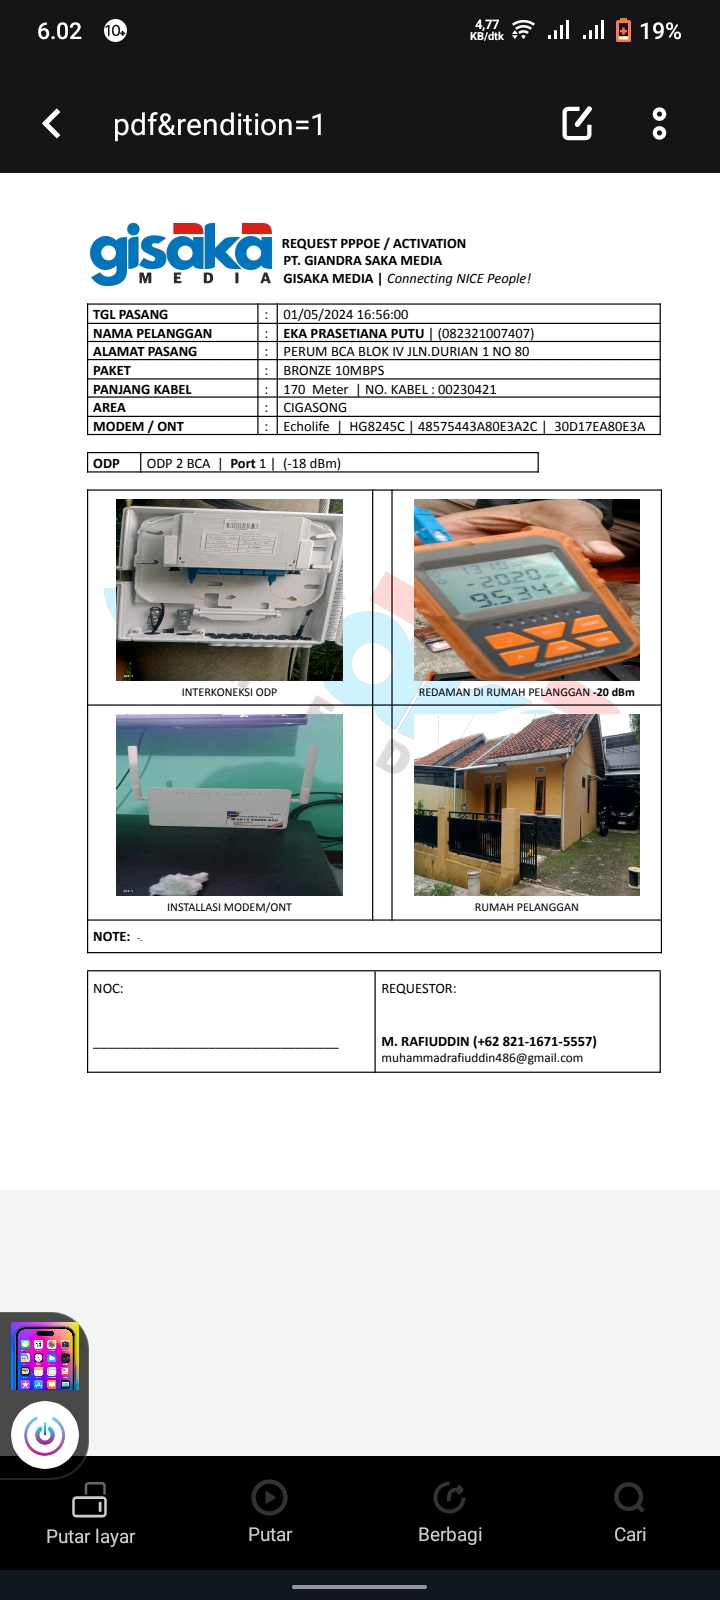 6.02 10+ 4,77 KB/dtk 19%
pdf&rendition=1
gisaka
MEDIA
REQUEST PPPOE / ACTIVATION
PT. GIANDRA SAKA MEDIA
GISAKA MEDIA | Connecting NICE People!
TGL PASANG : 01/05/2024 16:56:00
NAMA PELANGGAN : EKA PRASETIANA PUTU | (082321007407)
ALAMAT PASANG : PERUM BCA BLOK IV JLN.DURIAN 1 NO 80
PAKET : BRONZE 10MBPS
PANJANG KABEL : 170 Meter | NO. KABEL : 00230421
AREA : CIGASONG
MODEM / ONT : Echolife | HG8245C | 48575443A80E3A2C | 30D17EA80E3A
ODP ODP 2 BCA | Port 1 | (-18 dBm)
1310
-20.20
9.534
INTERKONEKSI ODP
REDAMAN DI RUMAH PELANGGAN -20 dBm
INSTALLASI MODEM/ONT
RUMAH PELANGGAN
NOTE: -.
NOC:
REQUESTOR:
M. RAFIUDDIN (+62 821-1671-5557)
muhammadrafiuddin486@gmail.com
Putar layar
Putar
Berbagi
Cari